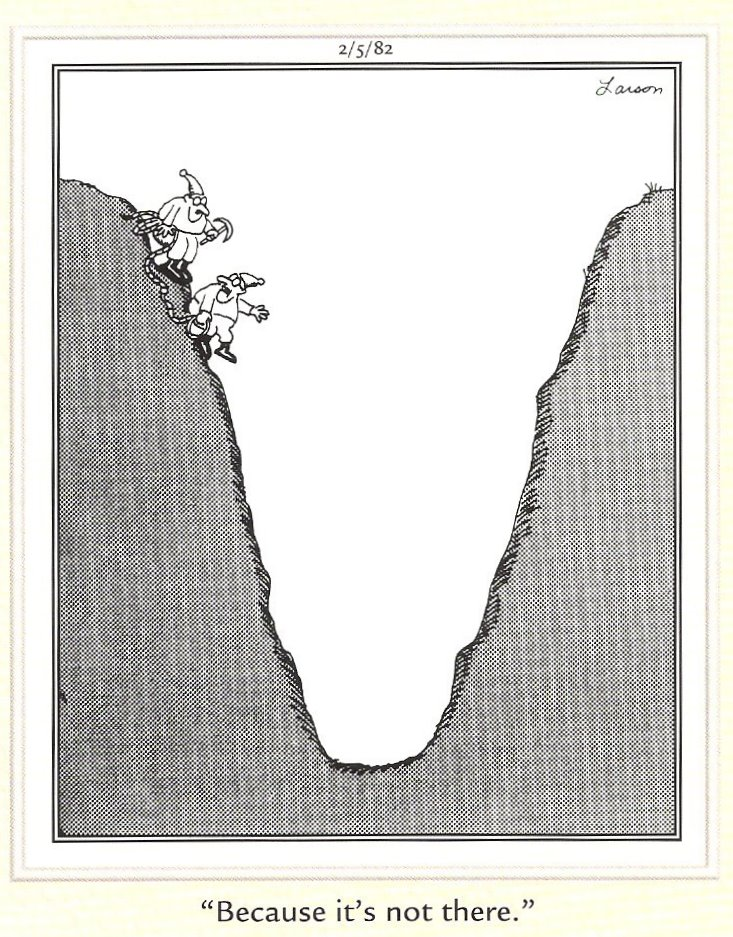 2/5/82
Larson
“Because it’s not there.”